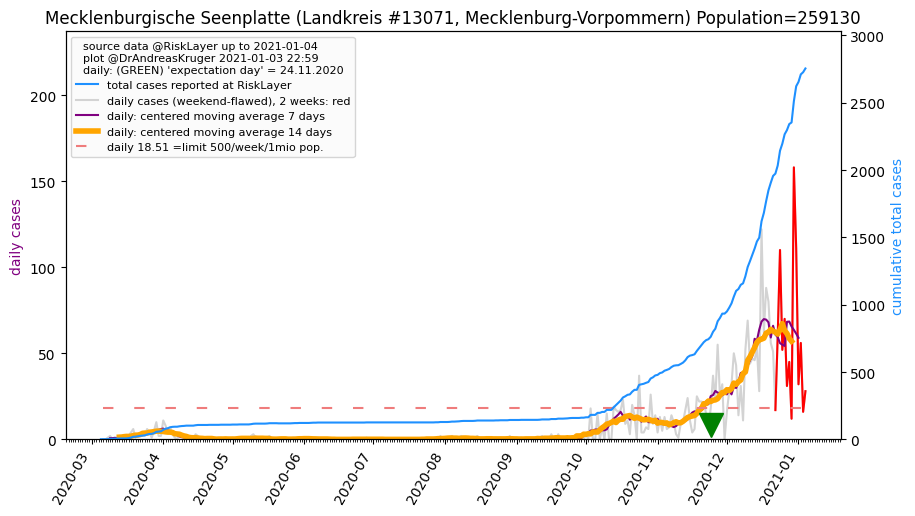 Mecklenburgische Seenplatte (Landkreis #13071, Mecklenburg-Vorpommern) Population=259130
source data @RiskLayer up to 2021-01-04
plot @DrAndreasKruger 2021-01-03 22:59
daily: (GREEN) 'expectation day' = 24.11.2020
total cases reported at RiskLayer
daily cases (weekend-flawed), 2 weeks: red
daily: centered moving average 7 days
daily: centered moving average 14 days
daily 18.51 =limit 500/week/1mio pop.
daily cases
200
150
100
50
0
3000
2500
2000
1500
1000
500
0
cumulative total cases
2020-03
2020-04
2020-05
2020-06
2020-07
2020-08
2020-09
2020-10
2020-11
2020-12
2021-01